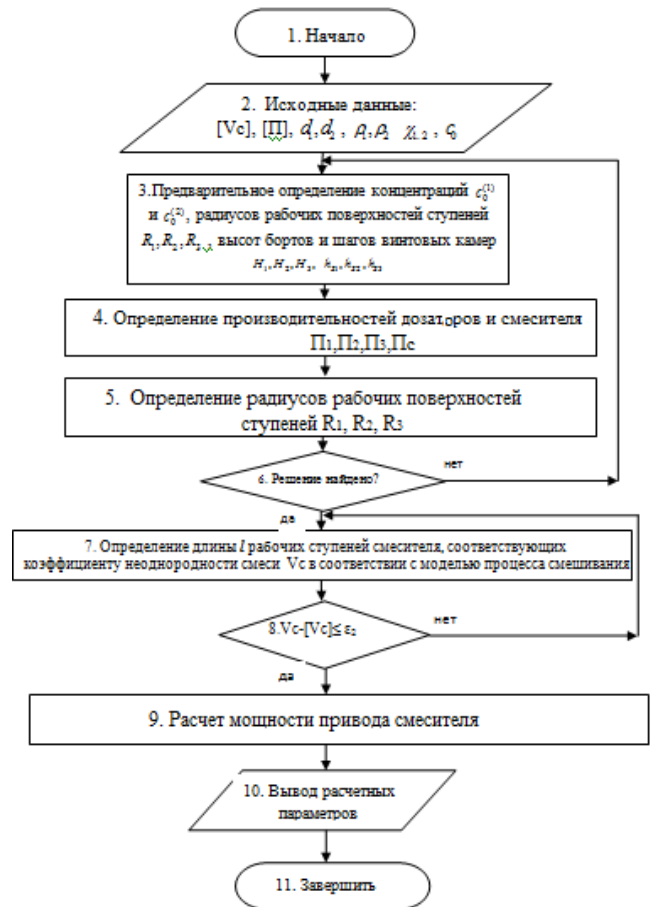 1. Начало
2. Исходные данные:
[Vc], [П], d₁,d₂ , ρ₁,ρ₂ χ₁.₂ , c₀
3.Предварительное определение концентраций c₀⁽¹⁾
и c₀⁽²⁾, радиусов рабочих поверхностей ступеней
R₁,R₂,R₃, высот бортов и шагов винтовых камер
H₁,H₂,H₃,
4. Определение производительностей дозаторов и смесителя
П1,П2,П3,Пс
5. Определение радиусов рабочих поверхностей
ступеней R1, R2, R3
6. Решение найдено?
нет
да
7. Определение длины l рабочих ступеней смесителя, соответствующих
коэффициенту неоднородности смеси Vc в соответствии с моделью процесса смешивания
8.Vc-[Vc]≤ ε₂
нет
да
9. Расчет мощности привода смесителя
10. Вывод расчетных
параметров
11. Завершить